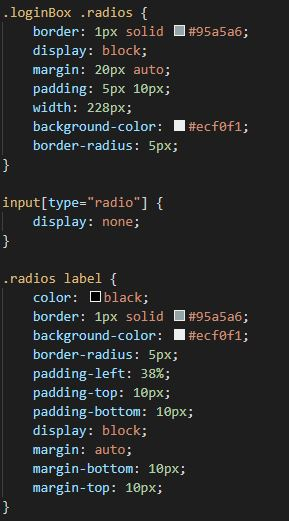 .loginBox .radios {
border: 1px solid #95a5a6;
display: block;
margin: 20px auto;
padding: 5px 10px;
width: 228px;
background-color: #ecf0f1;
border-radius: 5px;
}
input[type="radio"] {
display: none;
}
.radios label {
color: black;
border: 1px solid #95a5a6;
background-color: #ecf0f1;
border-radius: 5px;
padding-left: 38%;
padding-top: 10px;
padding-bottom: 10px;
display: block;
margin: auto;
margin-bottom: 10px;
margin-top: 10px;
}